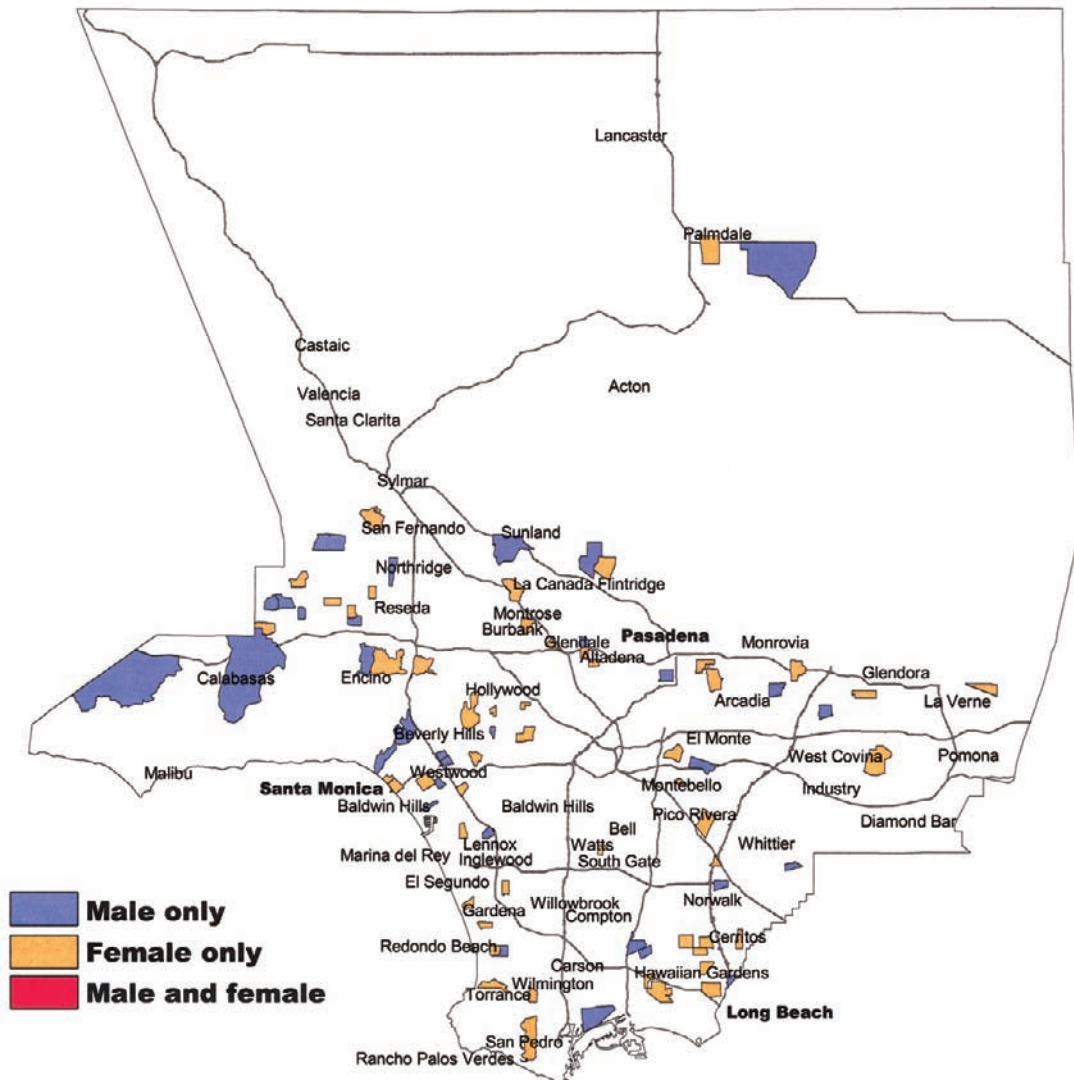 Lancaster
Palmdale
Castaic
Acton
Valencia
Santa Clarita
Sylmar
San Fernando
Sunland
Northridge
La Canada Flintridge
Reseda
Montrose
Burbank
Glendale
Pasadena
Monrovia
Altadena
Calabasas
Encino
Glendora
Hollywood
Arcadia
La Verne
Beverly Hills
El Monte
West Covina
Pomona
Malibu
Westwood
Santa Monica
Montebello
Industry
Baldwin Hills
Baldwin Hills
Pico Rivera
Diamond Bar
Bell
Lennox
Watts
Whittier
Marina del Rey
Inglewood
South Gate
El Segundo
Norwalk
Male only
Gardena
Willowbrook
Compton
Female only
Redondo Beach
Cerritos
Carson
Hawaiian Gardens
Male and female
Wilmington
Torrance
Long Beach
San Pedro
Rancho Palos Verdes